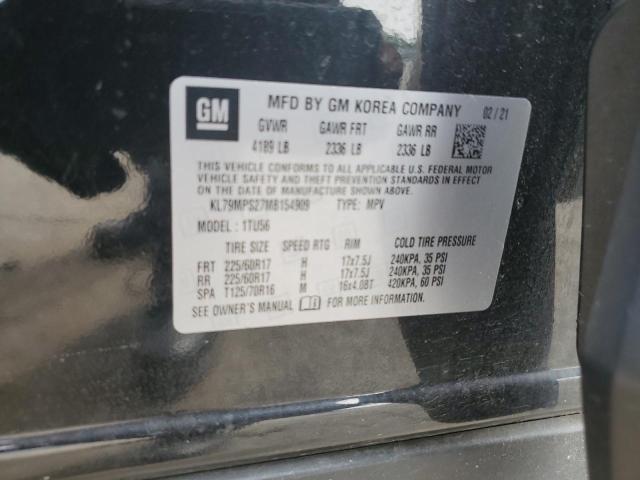 GM MFD BY GM KOREA COMPANY 02/21
GVWR GAWR FRT GAWR RR
4189 LB 2336 LB 2336 LB
THIS VEHICLE CONFORMS TO ALL APPLICABLE U.S. FEDERAL MOTOR
VEHICLE SAFETY AND THEFT PREVENTION STANDARDS IN EFFECT ON
THE DATE OF MANUFACTURE SHOWN ABOVE.
KL79MPS27MB154909 TYPE: MPV
MODEL: 1TU56
TIRE SIZE SPEED RTG RIM COLD TIRE PRESSURE
FRT 225/60R17 H 17x7.5J 240KPA, 35 PSI
RR 225/60R17 H 17x7.5J 240KPA, 35 PSI
SPA T125/70R16 M 16x4.0BT 420KPA, 60 PSI
SEE OWNER'S MANUAL FOR MORE INFORMATION.